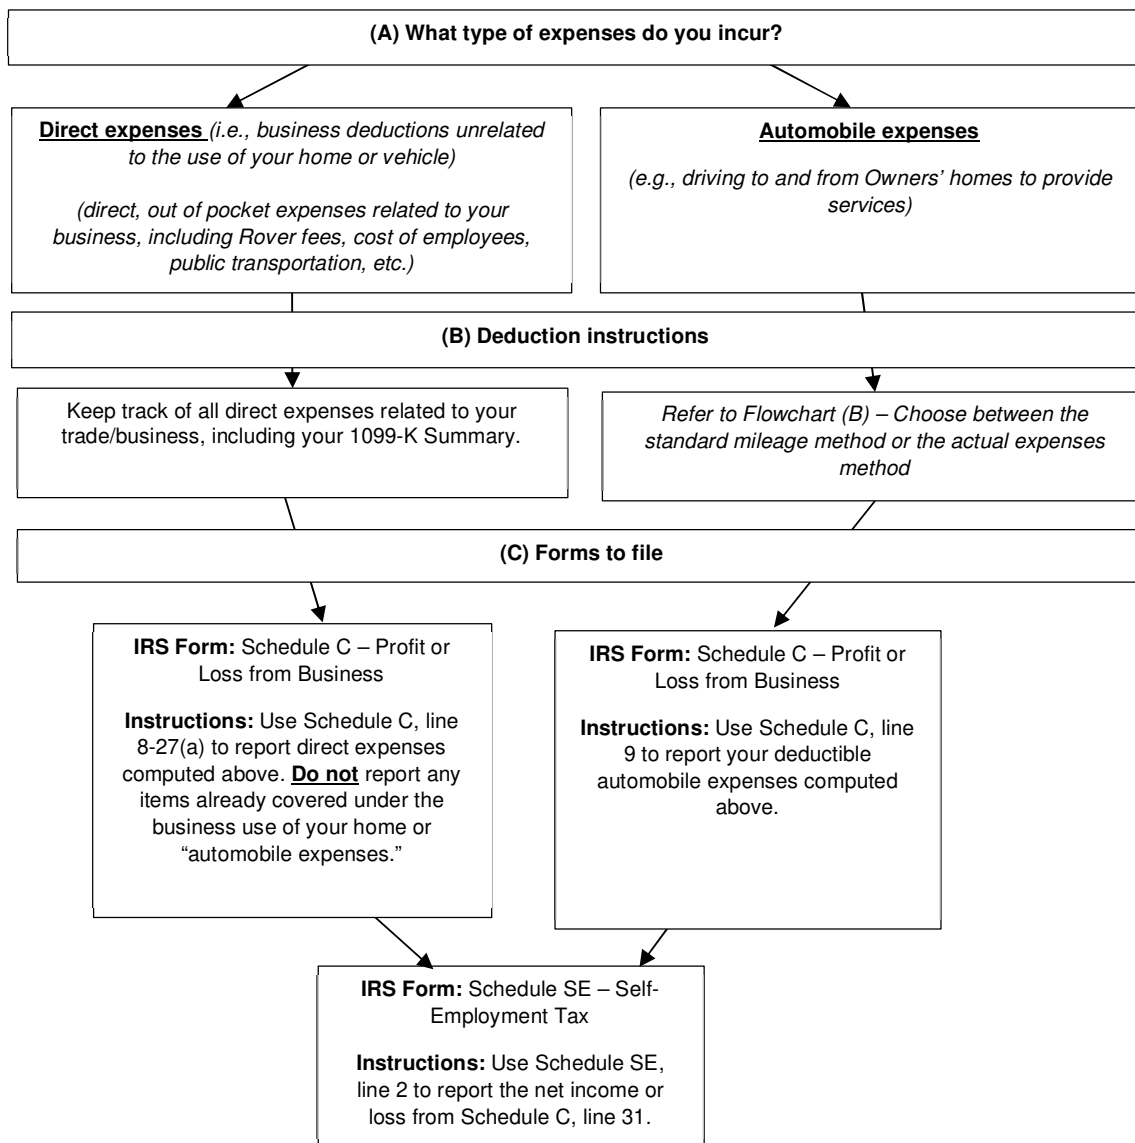 (A) What type of expenses do you incur?
Direct expenses (i.e., business deductions unrelated
to the use of your home or vehicle)
(direct, out of pocket expenses related to your
business, including Rover fees, cost of employees,
public transportation, etc.)
Automobile expenses
(e.g., driving to and from Owners’ homes to provide
services)
(B) Deduction instructions
Keep track of all direct expenses related to your
trade/business, including your 1099-K Summary.
Refer to Flowchart (B) – Choose between the
standard mileage method or the actual expenses
method
(C) Forms to file
IRS Form: Schedule C – Profit or
Loss from Business
Instructions: Use Schedule C, line
8-27(a) to report direct expenses
computed above. Do not report any
items already covered under the
business use of your home or
“automobile expenses.”
IRS Form: Schedule C – Profit or
Loss from Business
Instructions: Use Schedule C, line
9 to report your deductible
automobile expenses computed
above.
IRS Form: Schedule SE – Self-
Employment Tax
Instructions: Use Schedule SE,
line 2 to report the net income or
loss from Schedule C, line 31.